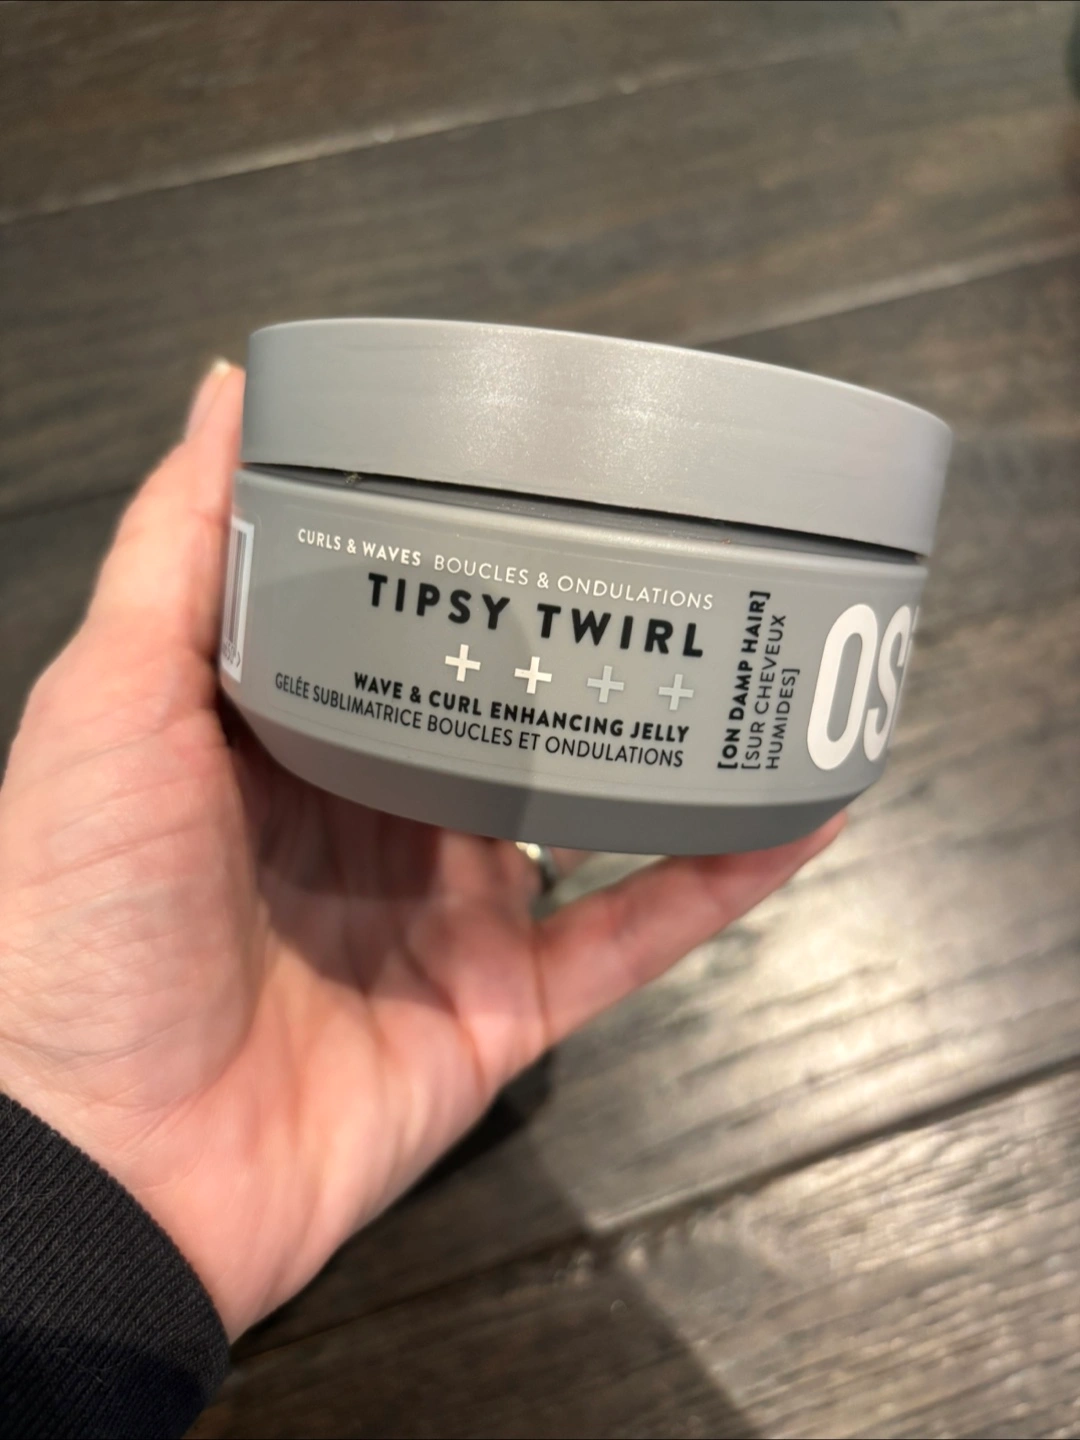 CURLS & WAVES BOUCLES & ONDULATIONS
TIPSY TWIRL
++++
WAVE & CURL ENHANCING JELLY
GELÉE SUBLIMATRICE BOUCLES ET ONDULATIONS
[ON DAMP HAIR]
[SUR CHEVEUX
HUMIDES]
OSi